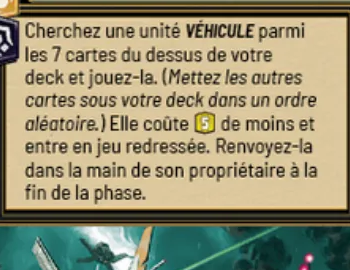 Cherchez une unité VÉHICULE parmi
les 7 cartes du dessus de votre
deck et jouez-la. (Mettez les autres
cartes sous votre deck dans un ordre
aléatoire.) Elle coûte 5 de moins et
entre en jeu redressée. Renvoyez-la
dans la main de son propriétaire à la
fin de la phase.